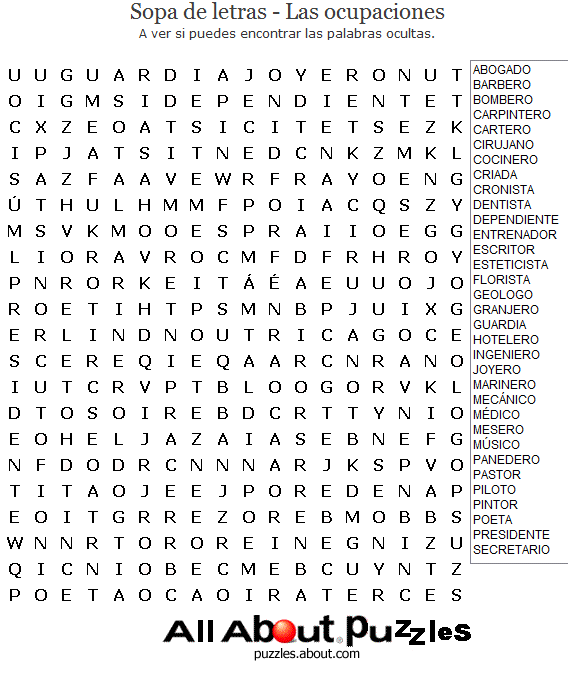 Sopa de letras - Las ocupaciones
A ver si puedes encontrar las palabras ocultas.
U U G U A R D I A J O Y E R O N U T
O I G M S I D E P E N D I E N T E T
C X Z E O A T S I C I T E T S E Z K
I P J A T S I T N E D C N K Z M K L
S A Z F A A V E W R F R A Y O E N G
Ú T H U L H M M F P O I A C Q S Z Y
M S V K M O O E S P R A I I O E G G
L I O R A V R O C M F D F R H R O Y
P N R O R K E I T Á É A E U U O J O
R O E T I H T P S M N B P J U I X G
E R L I N D N O U T R I C A G O C E
S C E R E Q I E Q A A R C N R A N O
I U T C R V P T B L O O G O R V K L
D T O S O I R E B D C R T T Y N I O
E O H E L J A Z A I A S E B N E F G
N F D O D R C N N N A R J K S P V O
T I T A O J E E J P O R E D E N A P
E O I T G R R E Z O R E B M O B B S
W N N R T O R O R E I N E G N I Z U
Q I C N I O B E C M E B C U Y N T Z
P O E T A O C A O I R A T E R C E S
ABOGADO
BARBERO
BOMBERO
CARPINTERO
CARTERO
CIRUJANO
COCINERO
CRIADA
CRONISTA
DENTISTA
DEPENDIENTE
ENTRENADOR
ESCRITOR
ESTETICISTA
FLORISTA
GEOLOGO
GRANJERO
GUARDIA
HOTELERO
INGENIERO
JOYERO
MARINERO
MECÁNICO
MÉDICO
MESERO
MÚSICO
PANEDERO
PASTOR
PILOTO
PINTOR
POETA
PRESIDENTE
SECRETARIO
All About Puzzles
puzzles.about.com